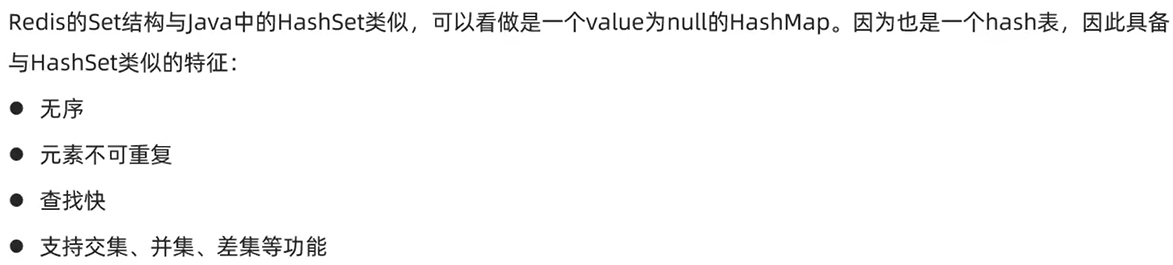 Redis的Set结构与Java中的HashSet类似，可以看做是一个value为null的HashMap。因为也是一个hash表，因此具备
与HashSet类似的特征：
● 无序
● 元素不可重复
● 查找快
● 支持交集、并集、差集等功能